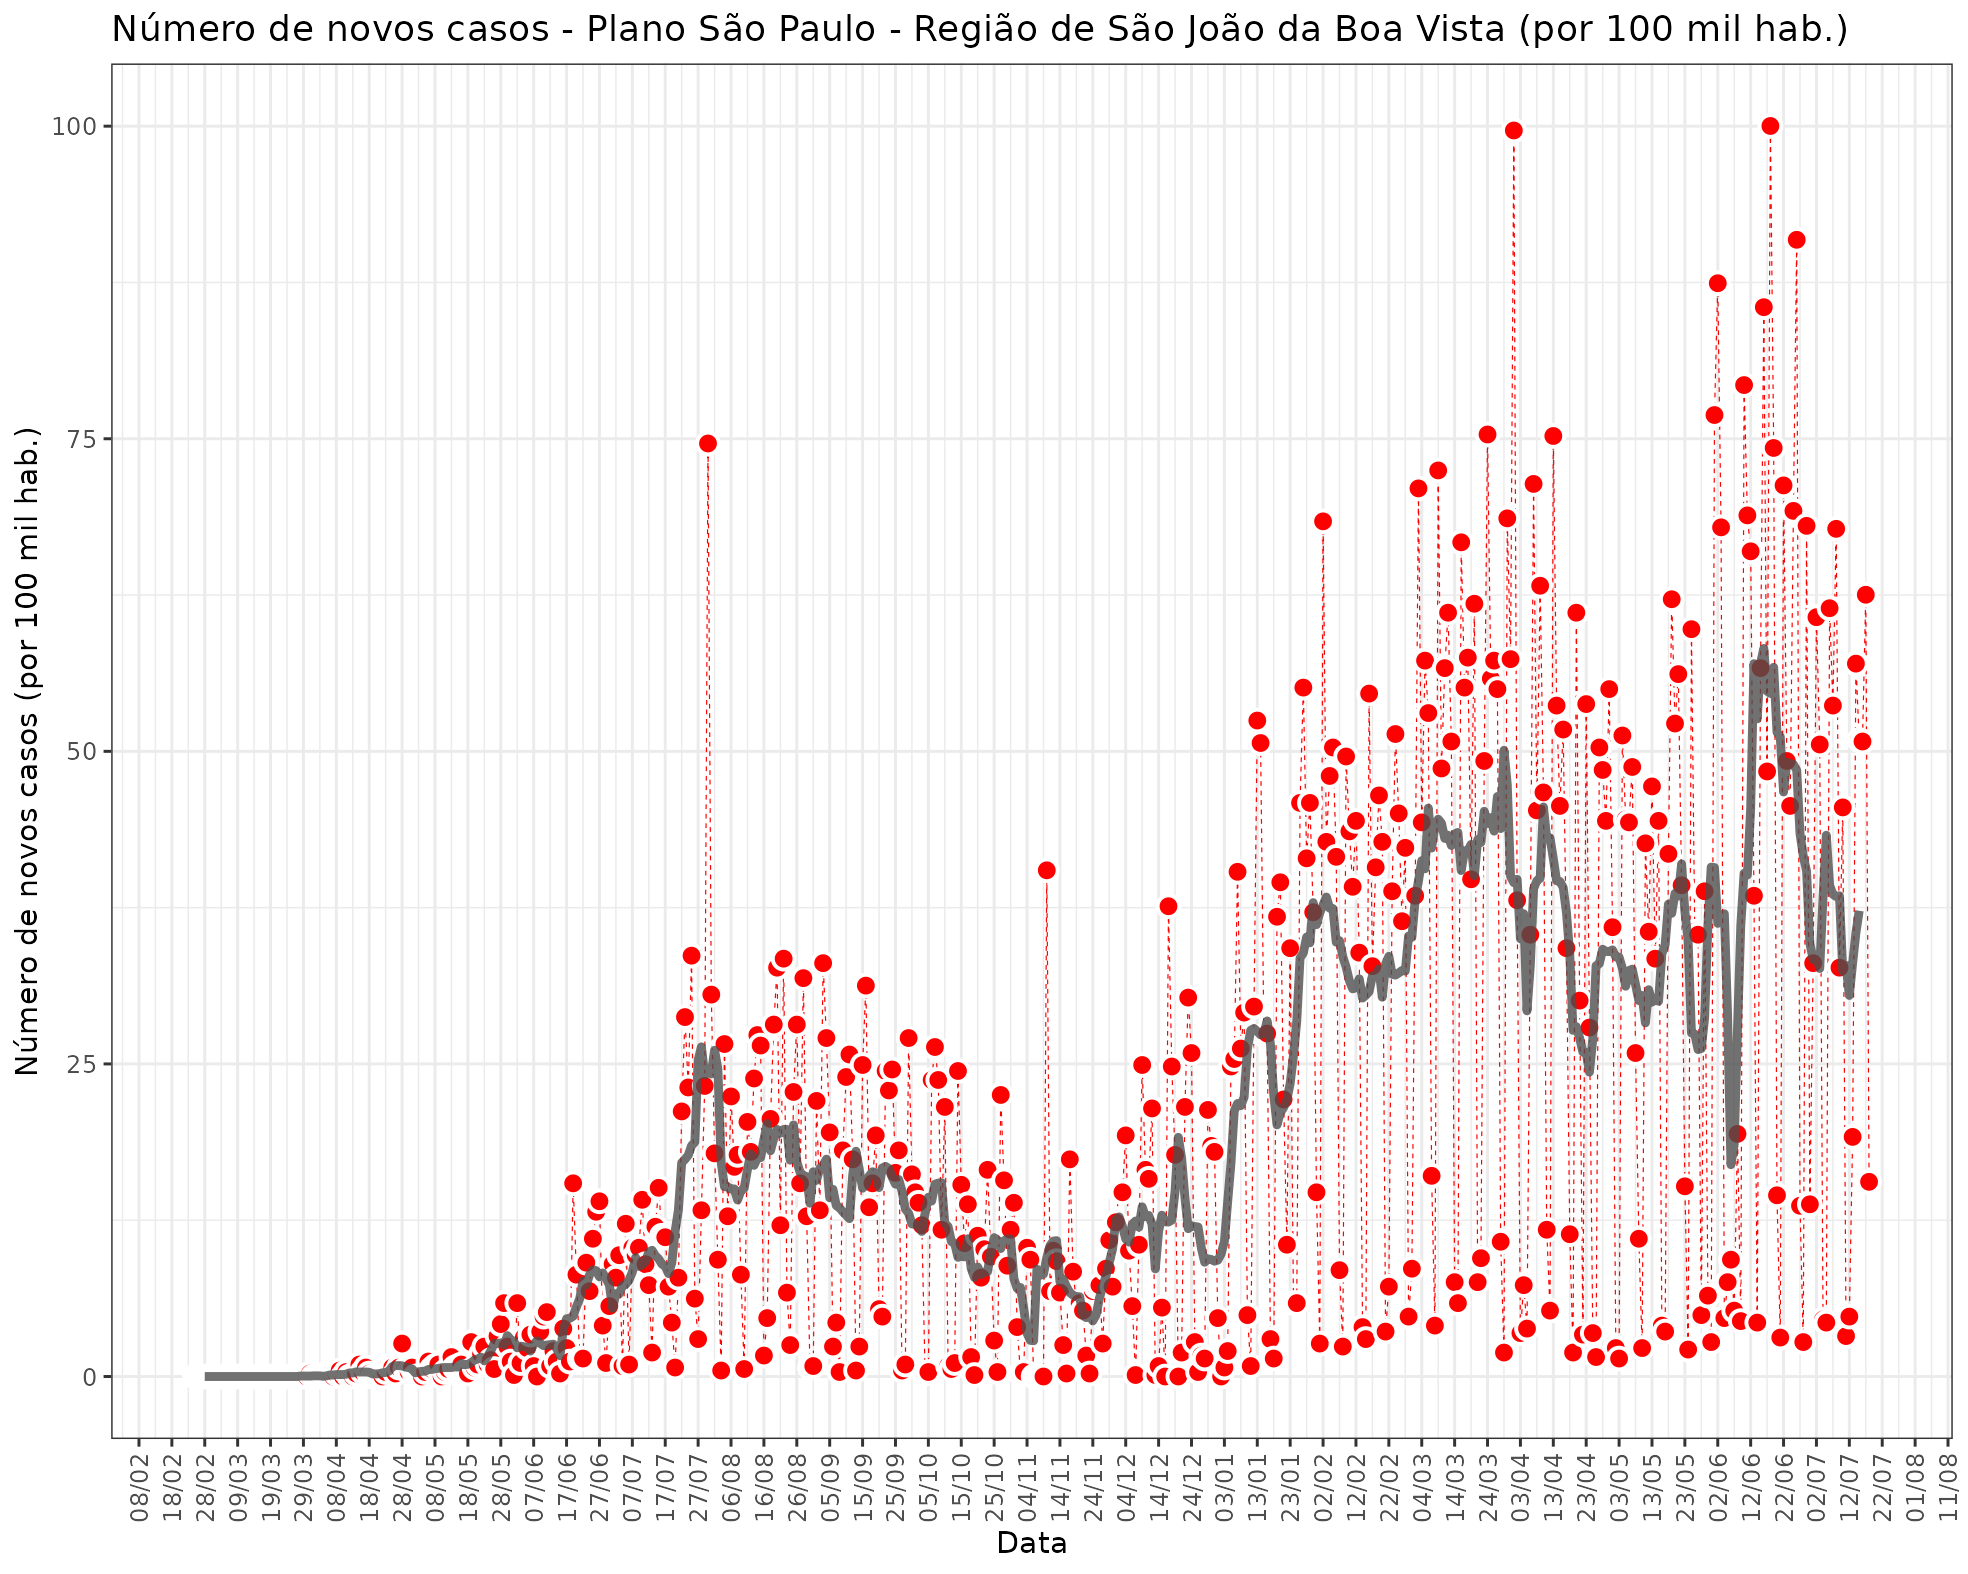 Número de novos casos - Plano São Paulo - Região de São João da Boa Vista (por 100 mil hab.)
Número de novos casos (por 100 mil hab.)
100
75
50
25
0
08/02 18/02 28/02 09/03 19/03 29/03 08/04 18/04 28/04 08/05 18/05 28/05 07/06 17/06 27/06 07/07 17/07 27/07 06/08 16/08 26/08 05/09 15/09 25/09 05/10 15/10 25/10 04/11 14/11 24/11 04/12 14/12 24/12 03/01 13/01 23/01 02/02 12/02 22/02 04/03 14/03 24/03 03/04 13/04 23/04 03/05 13/05 23/05 02/06 12/06 22/06 02/07 12/07 22/07 01/08 11/08
Data